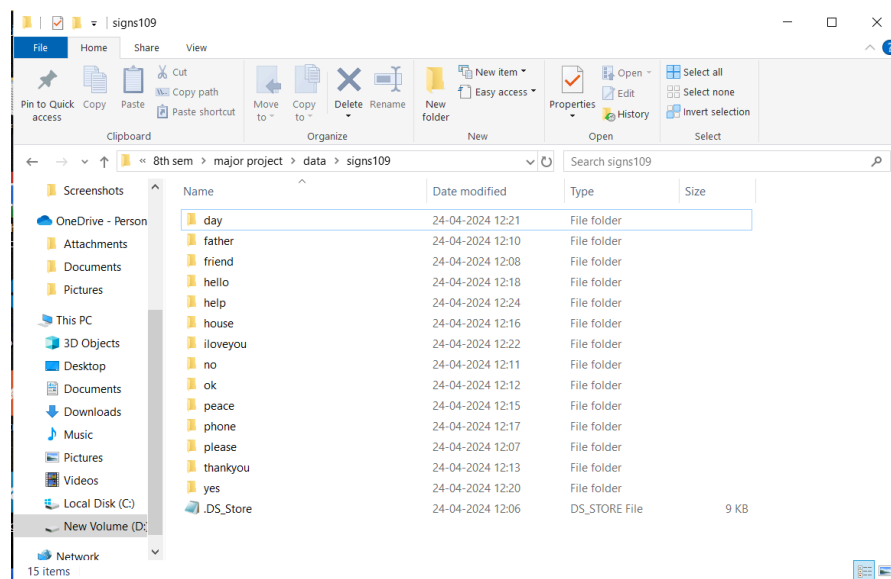 signs109
File Home Share View
Pin to Quick access
Copy
Paste
Cut
Copy path
Paste shortcut
Move to
Copy to
Delete
Rename
New folder
New item
Easy access
Properties
Open
Edit
History
Select all
Select none
Invert selection
Clipboard Organize New Open Select
« 8th sem > major project > data > signs109
Search signs109
Screenshots
OneDrive - Person
Attachments
Documents
Pictures
This PC
3D Objects
Desktop
Documents
Downloads
Music
Pictures
Videos
Local Disk (C:)
New Volume (D:
Network
Name Date modified Type Size
day 24-04-2024 12:21 File folder
father 24-04-2024 12:10 File folder
friend 24-04-2024 12:08 File folder
hello 24-04-2024 12:18 File folder
help 24-04-2024 12:24 File folder
house 24-04-2024 12:16 File folder
iloveyou 24-04-2024 12:22 File folder
no 24-04-2024 12:11 File folder
ok 24-04-2024 12:12 File folder
peace 24-04-2024 12:15 File folder
phone 24-04-2024 12:17 File folder
please 24-04-2024 12:07 File folder
thankyou 24-04-2024 12:13 File folder
yes 24-04-2024 12:20 File folder
.DS_Store 24-04-2024 12:06 DS_STORE File 9 KB
15 items